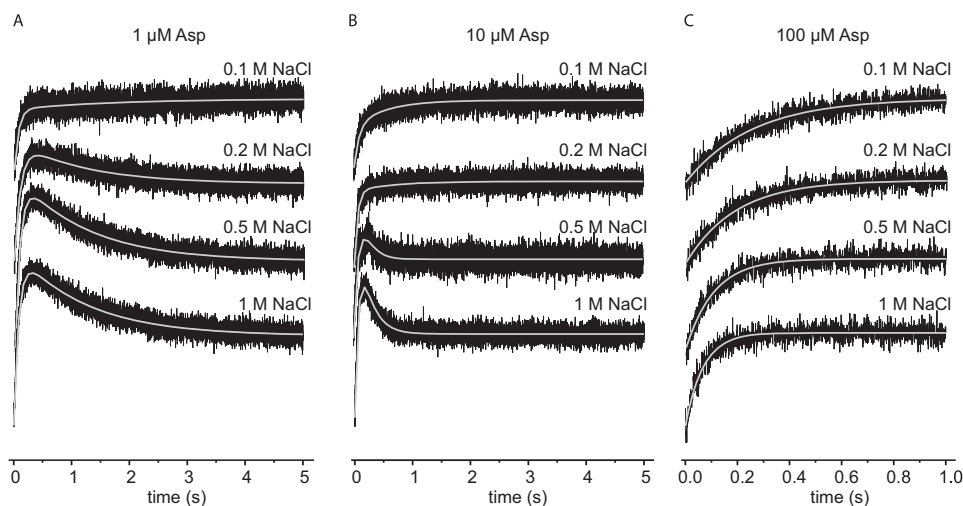 A
1 µM Asp
0.1 M NaCl
0.2 M NaCl
0.5 M NaCl
1 M NaCl
0 1 2 3 4 5
time (s)
B
10 µM Asp
0.1 M NaCl
0.2 M NaCl
0.5 M NaCl
1 M NaCl
0 1 2 3 4 5
time (s)
C
100 µM Asp
0.1 M NaCl
0.2 M NaCl
0.5 M NaCl
1 M NaCl
0.0 0.2 0.4 0.6 0.8 1.0
time (s)